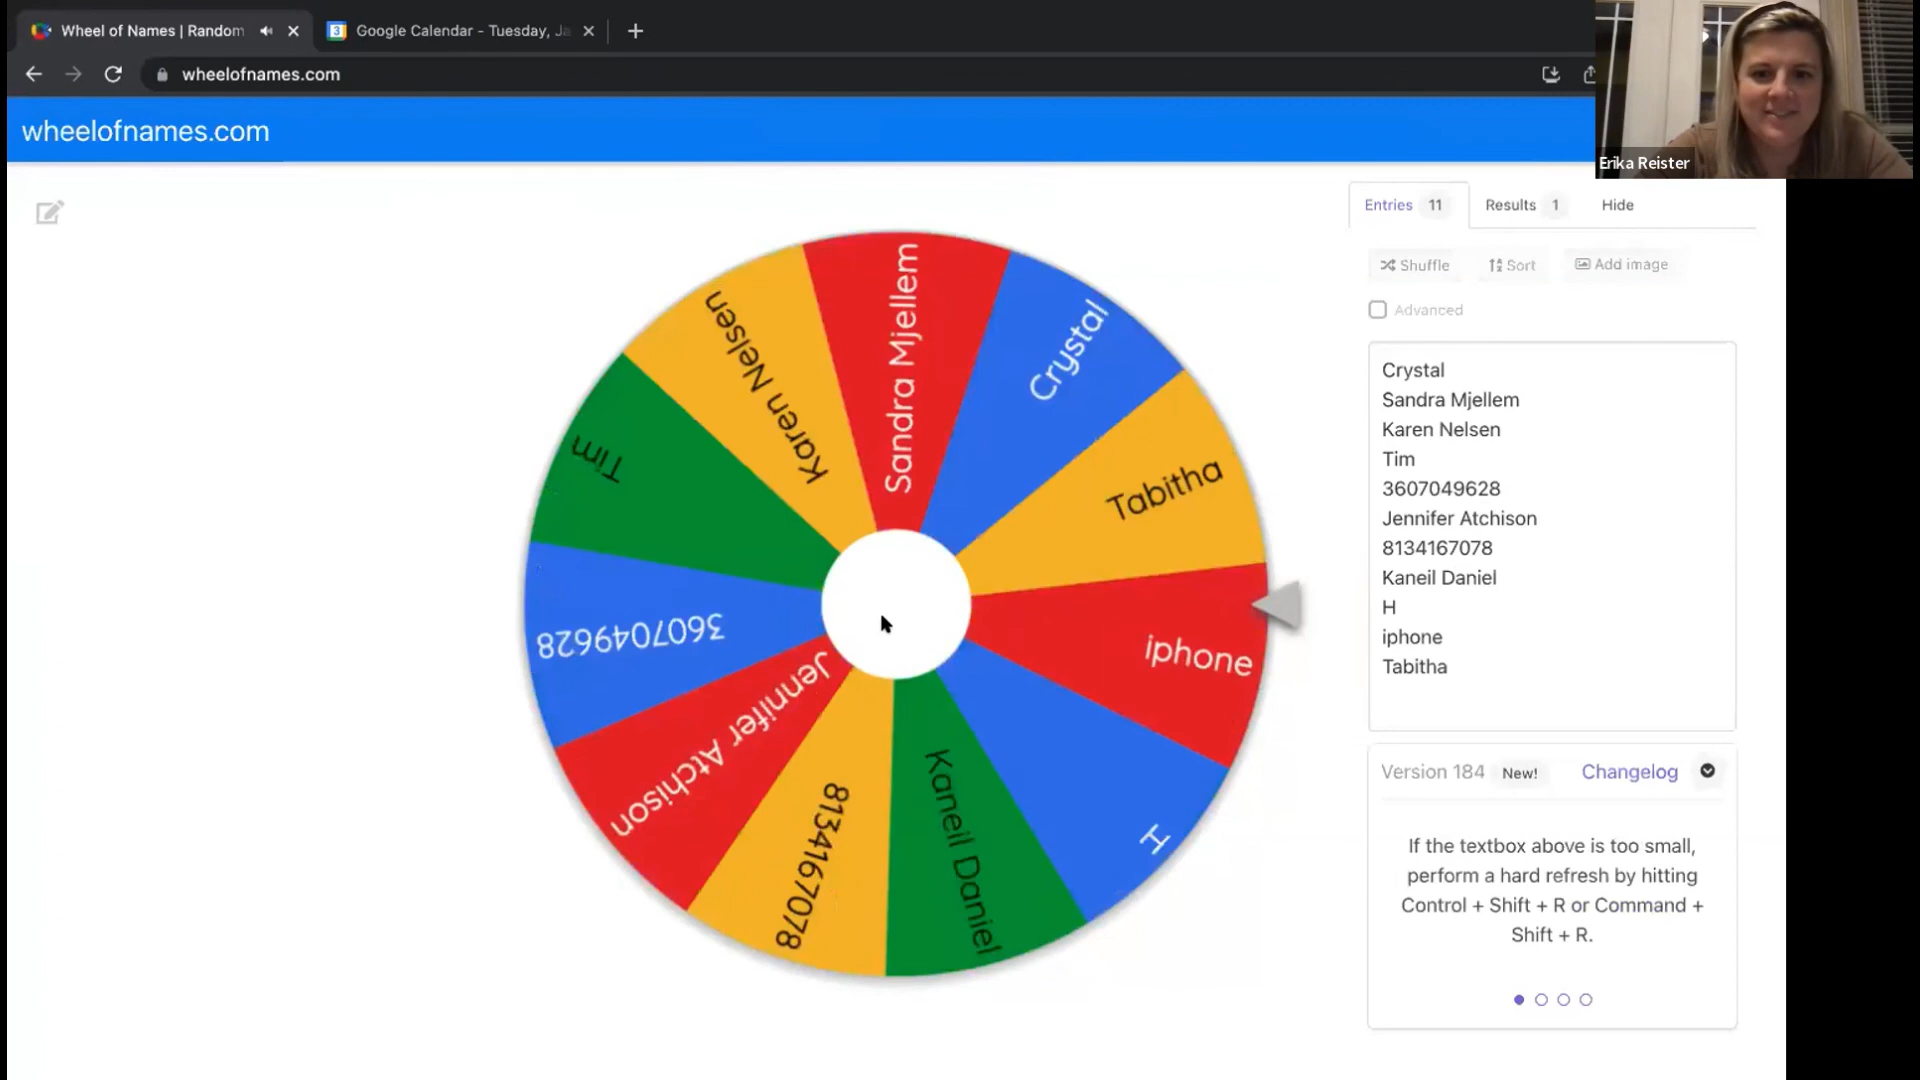 Wheel of Names | Random
Google Calendar - Tuesday, Ja
wheelofnames.com
wheelofnames.com
Erika Reister
Entries 11
Results 1
Hide
Shuffle
Sort
Add image
Advanced
Crystal
Sandra Mjellem
Karen Nelsen
Tim
3607049628
Jennifer Atchison
8134167078
Kaneil Daniel
H
iphone
Tabitha
Sandra Mjellem
Crystal
Tabitha
iphone
H
Kaneil Daniel
8134167078
Jennifer Atchison
3607049628
Tim
Karen Nelsen
Version 184 New! Changelog
If the textbox above is too small,
perform a hard refresh by hitting
Control + Shift + R or Command +
Shift + R.